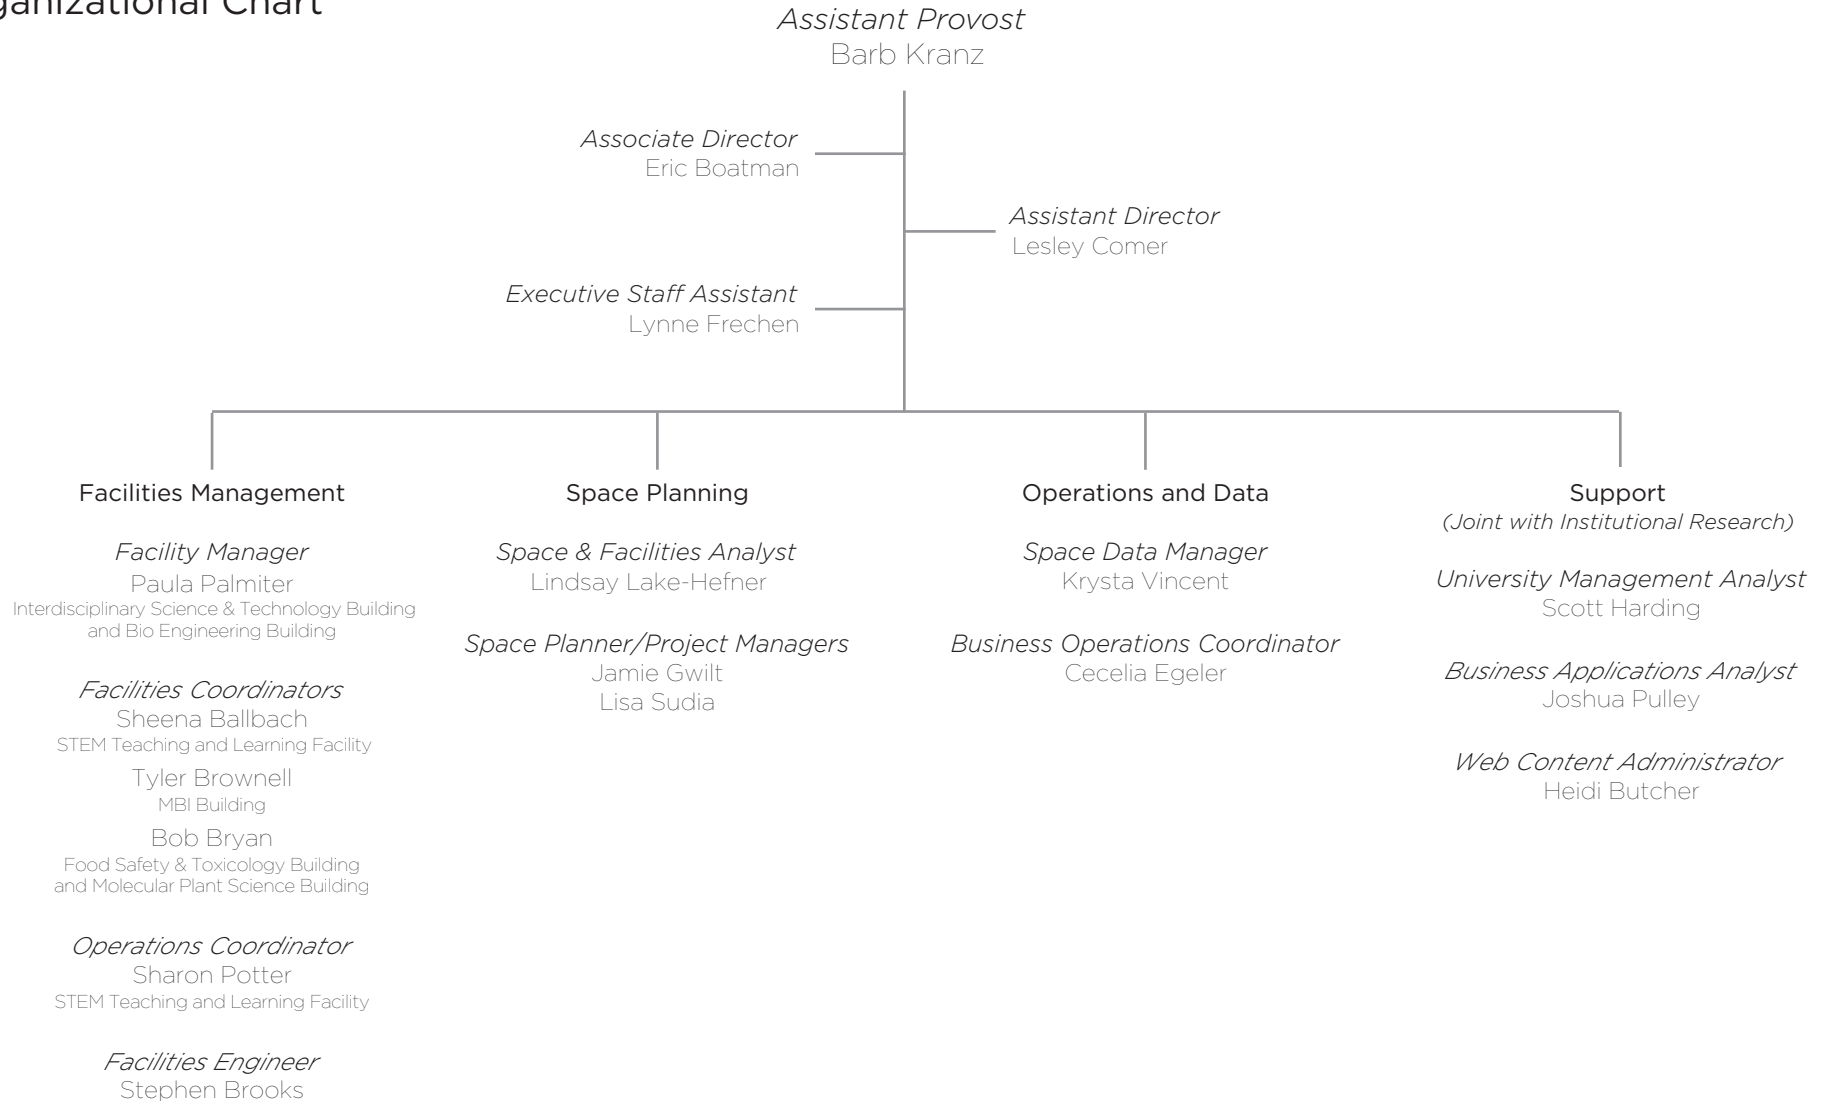 ganizational Chart
Assistant Provost
Barb Kranz
Associate Director
Eric Boatman
Assistant Director
Lesley Comer
Executive Staff Assistant
Lynne Frechen
Facilities Management
Facility Manager
Paula Palmiter
Interdisciplinary Science & Technology Building
and Bio Engineering Building
Facilities Coordinators
Sheena Ballbach
STEM Teaching and Learning Facility
Tyler Brownell
MBI Building
Bob Bryan
Food Safety & Toxicology Building
and Molecular Plant Science Building
Operations Coordinator
Sharon Potter
STEM Teaching and Learning Facility
Facilities Engineer
Stephen Brooks
Space Planning
Space & Facilities Analyst
Lindsay Lake-Hefner
Space Planner/Project Managers
Jamie Gwilt
Lisa Sudia
Operations and Data
Space Data Manager
Krysta Vincent
Business Operations Coordinator
Cecelia Egeler
Support
(Joint with Institutional Research)
University Management Analyst
Scott Harding
Business Applications Analyst
Joshua Pulley
Web Content Administrator
Heidi Butcher